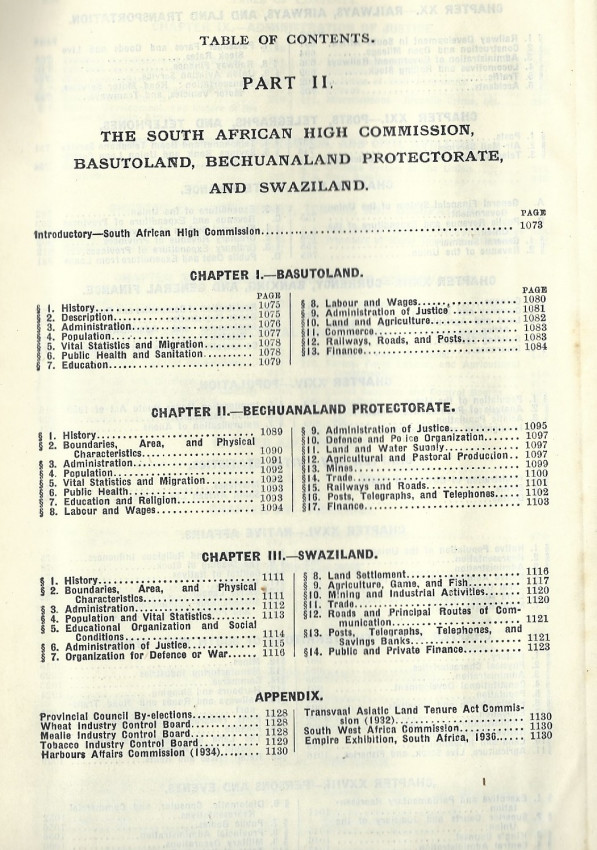 TABLE OF CONTENTS.
PART II.
THE SOUTH AFRICAN HIGH COMMISSION,
BASUTOLAND, BECHUANALAND PROTECTORATE,
AND SWAZILAND.
PAGE
Introductory—South African High Commission 1073
CHAPTER I.—BASUTOLAND.
PAGE
§ 1. History 1075
§ 2. Description 1075
§ 3. Administration 1076
§ 4. Population 1077
§ 5. Vital Statistics and Migration 1078
§ 6. Public Health and Sanitation 1078
§ 7. Education 1079
PAGE
§ 8. Labour and Wages 1080
§ 9. Administration of Justice 1081
§10. Land and Agriculture 1082
§11. Commerce 1083
§12. Railways, Roads, and Posts 1083
§13. Finance 1084
CHAPTER II.—BECHUANALAND PROTECTORATE.
§ 1. History 1089
§ 2. Boundaries, Area, and Physical
Characteristics 1090
§ 3. Administration 1091
§ 4. Population 1092
§ 5. Vital Statistics and Migration 1092
§ 6. Public Health 1093
§ 7. Education and Religion 1093
§ 8. Labour and Wages 1094
§ 9. Administration of Justice 1095
§10. Defence and Police Organization 1097
§11. Land and Water Supply 1097
§12. Agricultural and Pastoral Production 1097
§13. Mines 1099
§14. Trade 1100
§15. Railways and Roads 1101
§16. Posts, Telegraphs, and Telephones 1102
§17. Finance 1103
CHAPTER III.—SWAZILAND.
§ 1. History 1111
§ 2. Boundaries, Area, and Physical
Characteristics 1111
§ 3. Administration 1112
§ 4. Population and Vital Statistics 1113
§ 5. Educational Organization and Social
Conditions 1114
§ 6. Administration of Justice 1115
§ 7. Organization for Defence or War 1116
§ 8. Land Settlement 1116
§ 9. Agriculture, Game, and Fish 1117
§10. Mining and Industrial Activities 1120
§11. Trade 1120
§12. Roads and Principal Routes of Com-
munication 1121
§13. Posts, Telegraphs, Telephones, and
Savings Banks 1121
§14. Public and Private Finance 1123
APPENDIX.
Provincial Council By-elections 1128
Wheat Industry Control Board 1128
Mealie Industry Control Board 1128
Tobacco Industry Control Board 1129
Harbours Affairs Commission (1934) 1130
Transvaal Asiatic Land Tenure Act Commis-
sion (1932) 1130
South West Africa Commission 1130
Empire Exhibition, South Africa, 1936 1130
1